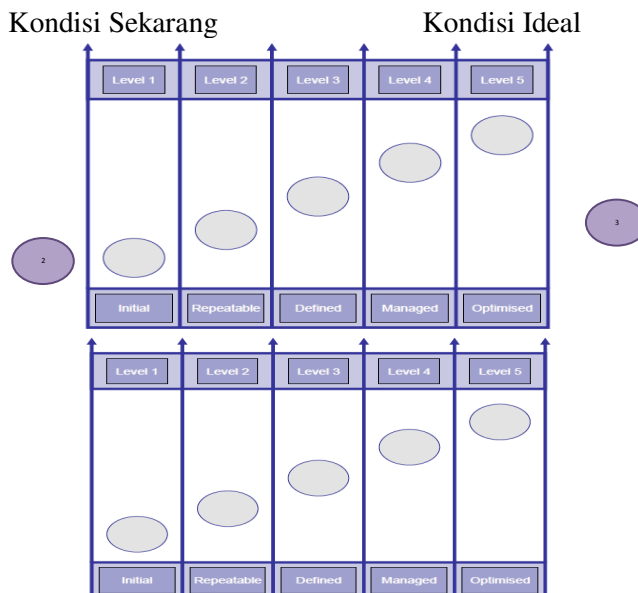 Kondisi Sekarang Kondisi Ideal
Level 1 Level 2 Level 3 Level 4 Level 5
2
3
Initial Repeatable Defined Managed Optimised
Level 1 Level 2 Level 3 Level 4 Level 5
Initial Repeatable Defined Managed Optimised